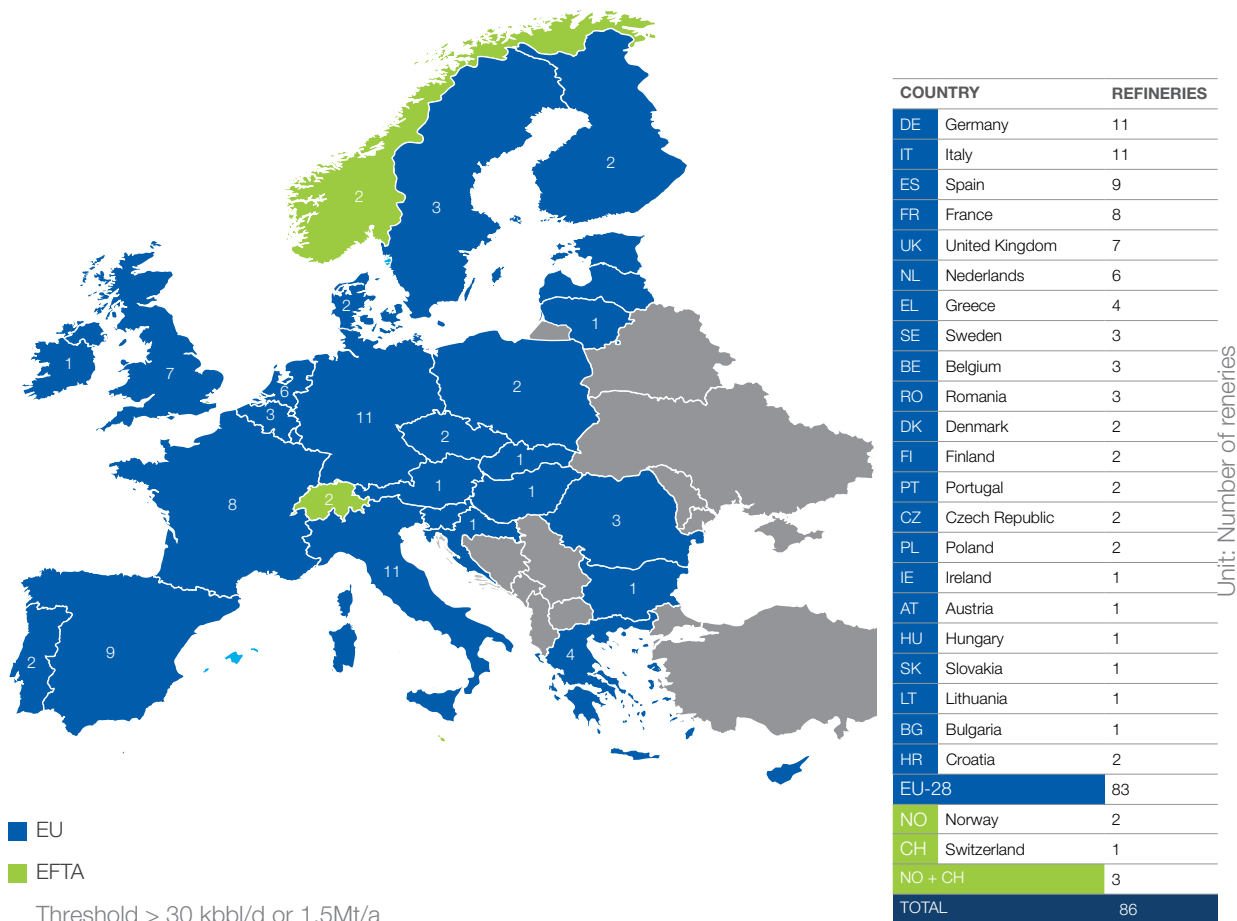 2
2
3
2
1
1
7
6
3
2
11
2
1
1
1
8
2
1
3
11
1
2
9
4
EU
EFTA
Threshold > 30 kbbl/d or 1.5Mt/a
COUNTRY REFINERIES
DE Germany 11
IT Italy 11
ES Spain 9
FR France 8
UK United Kingdom 7
NL Nederlands 6
EL Greece 4
SE Sweden 3
BE Belgium 3
RO Romania 3
DK Denmark 2
FI Finland 2
PT Portugal 2
CZ Czech Republic 2
PL Poland 2
IE Ireland 1
AT Austria 1
HU Hungary 1
SK Slovakia 1
LT Lithuania 1
BG Bulgaria 1
HR Croatia 2
EU-28 83
NO Norway 2
CH Switzerland 1
NO + CH 3
TOTAL 86
Unit: Number of reneries